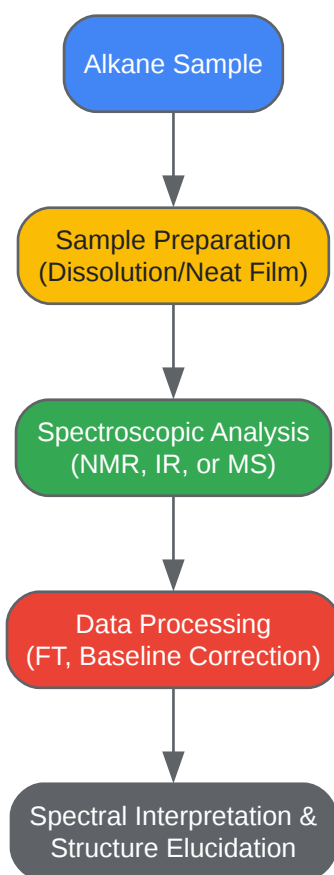 Alkane Sample
Sample Preparation
(Dissolution/Neat Film)
Spectroscopic Analysis
(NMR, IR, or MS)
Data Processing
(FT, Baseline Correction)
Spectral Interpretation &
Structure Elucidation